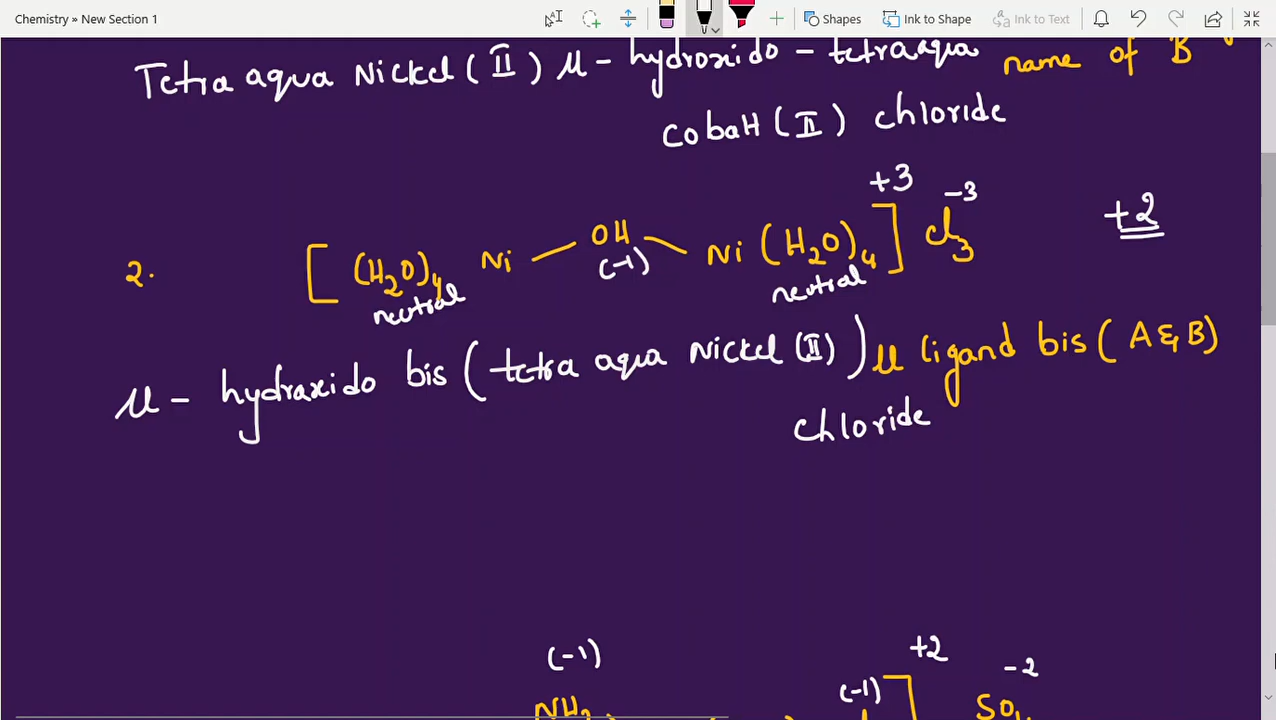 Chemistry » New Section 1
Shapes Ink to Shape Ink to Text
Tetra aqua Nickel (II) μ - hydroxido - tetraaqua name of B
cobalt (II) chloride
+3 -3
+2
2. [ (H2O)4 Ni — OH — Ni (H2O)4 ] Cl3
neutral (-1) neutral
μ - hydroxido bis ( tetra aqua Nickel (II) ) μ ligand bis ( A & B )
chloride
(-1) +2 -2
NH2 (-1) ] SO4